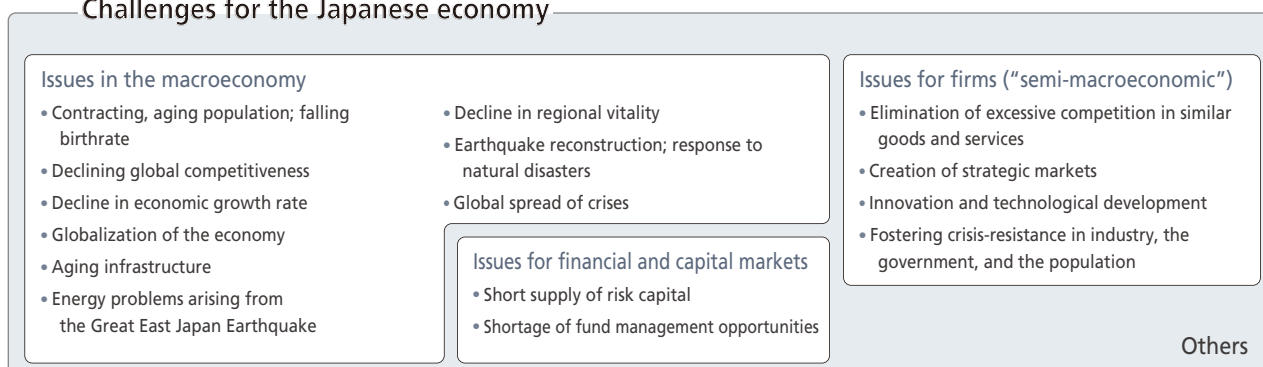 Challenges for the Japanese economy
Issues in the macroeconomy
• Contracting, aging population; falling
birthrate
• Declining global competitiveness
• Decline in economic growth rate
• Globalization of the economy
• Aging infrastructure
• Energy problems arising from
the Great East Japan Earthquake
• Decline in regional vitality
• Earthquake reconstruction; response to
natural disasters
• Global spread of crises
Issues for financial and capital markets
• Short supply of risk capital
• Shortage of fund management opportunities
Issues for firms (“semi-macroeconomic”)
• Elimination of excessive competition in similar
goods and services
• Creation of strategic markets
• Innovation and technological development
• Fostering crisis-resistance in industry, the
government, and the population
Others